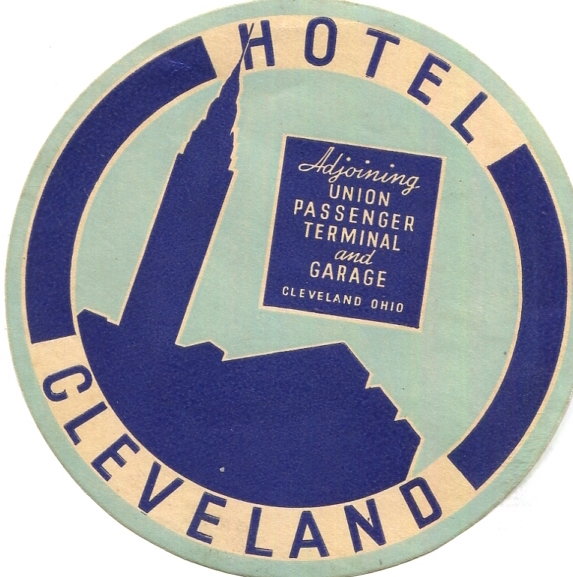 HOTEL
Adjoining
UNION
PASSENGER
TERMINAL
and
GARAGE
CLEVELAND OHIO
CLEVELAND